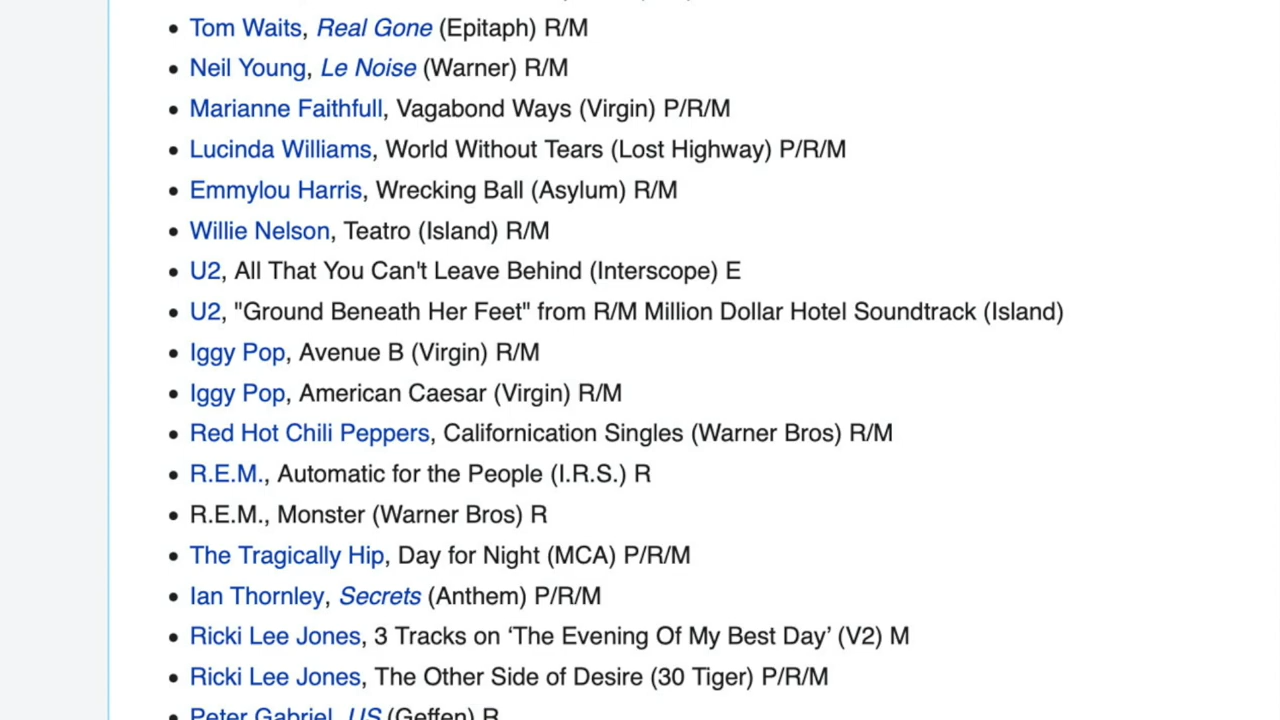 • Tom Waits, Real Gone (Epitaph) R/M
• Neil Young, Le Noise (Warner) R/M
• Marianne Faithfull, Vagabond Ways (Virgin) P/R/M
• Lucinda Williams, World Without Tears (Lost Highway) P/R/M
• Emmylou Harris, Wrecking Ball (Asylum) R/M
• Willie Nelson, Teatro (Island) R/M
• U2, All That You Can't Leave Behind (Interscope) E
• U2, "Ground Beneath Her Feet" from R/M Million Dollar Hotel Soundtrack (Island)
• Iggy Pop, Avenue B (Virgin) R/M
• Iggy Pop, American Caesar (Virgin) R/M
• Red Hot Chili Peppers, Californication Singles (Warner Bros) R/M
• R.E.M., Automatic for the People (I.R.S.) R
• R.E.M., Monster (Warner Bros) R
• The Tragically Hip, Day for Night (MCA) P/R/M
• Ian Thornley, Secrets (Anthem) P/R/M
• Ricki Lee Jones, 3 Tracks on ‘The Evening Of My Best Day’ (V2) M
• Ricki Lee Jones, The Other Side of Desire (30 Tiger) P/R/M
• Peter Gabriel, US (Geffen) R